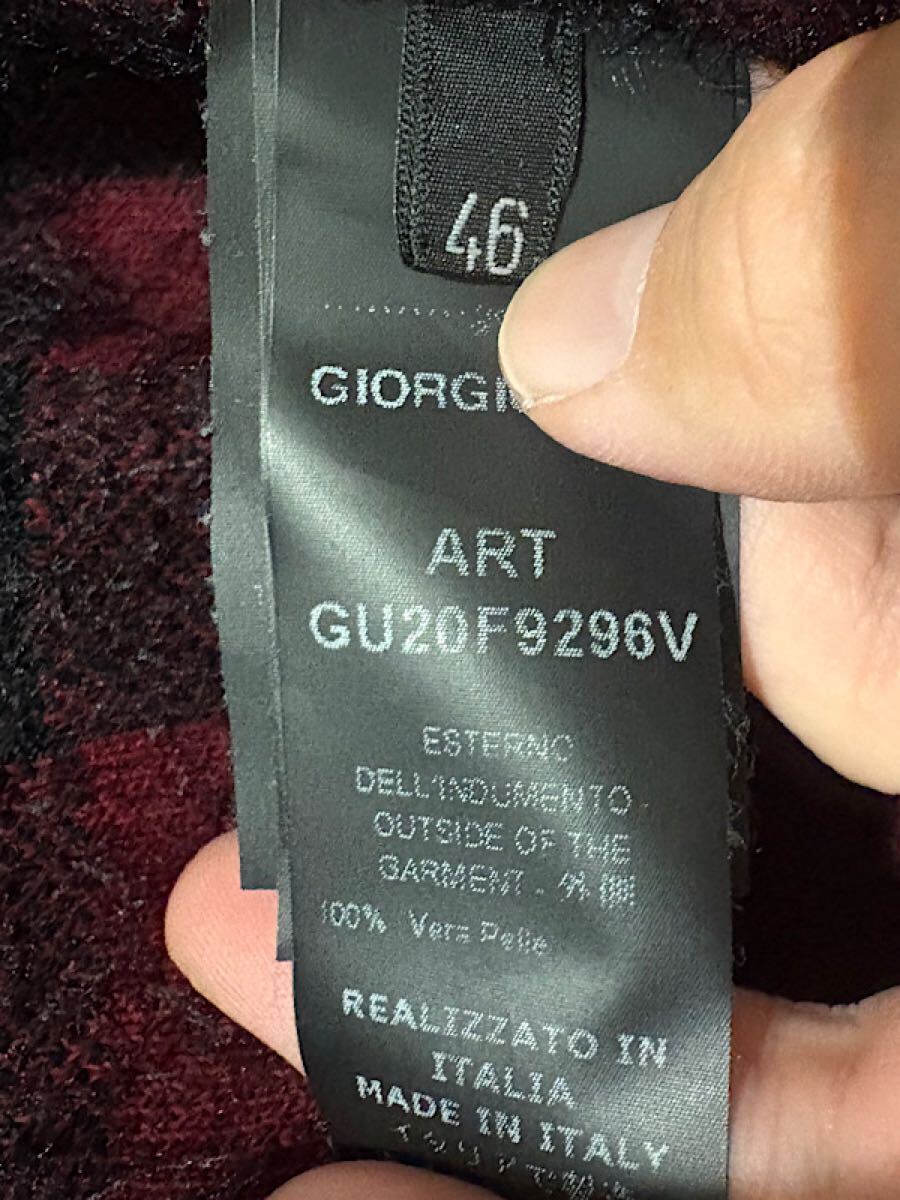 46
GIORGI
ART
GU20F9296V
ESTERNO
DELL'INDUMENTO -
OUTSIDE OF THE
GARMENT - 外側
100% Vera Pelle
REALIZZATO IN
ITALIA
MADE IN ITALY